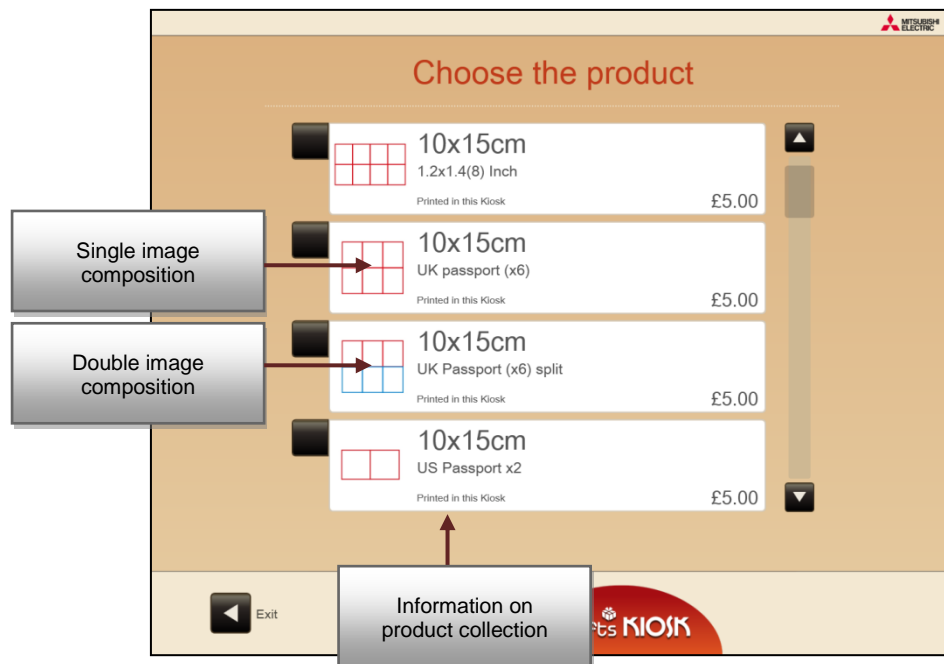 MITSUBISHI
ELECTRIC
Choose the product
10x15cm
1.2x1.4(8) Inch
Printed in this Kiosk
£5.00
Single image
composition
10x15cm
UK passport (x6)
Printed in this Kiosk
£5.00
Double image
composition
10x15cm
UK Passport (x6) split
Printed in this Kiosk
£5.00
10x15cm
US Passport x2
Printed in this Kiosk
£5.00
Exit
Information on
product collection
KIOSK